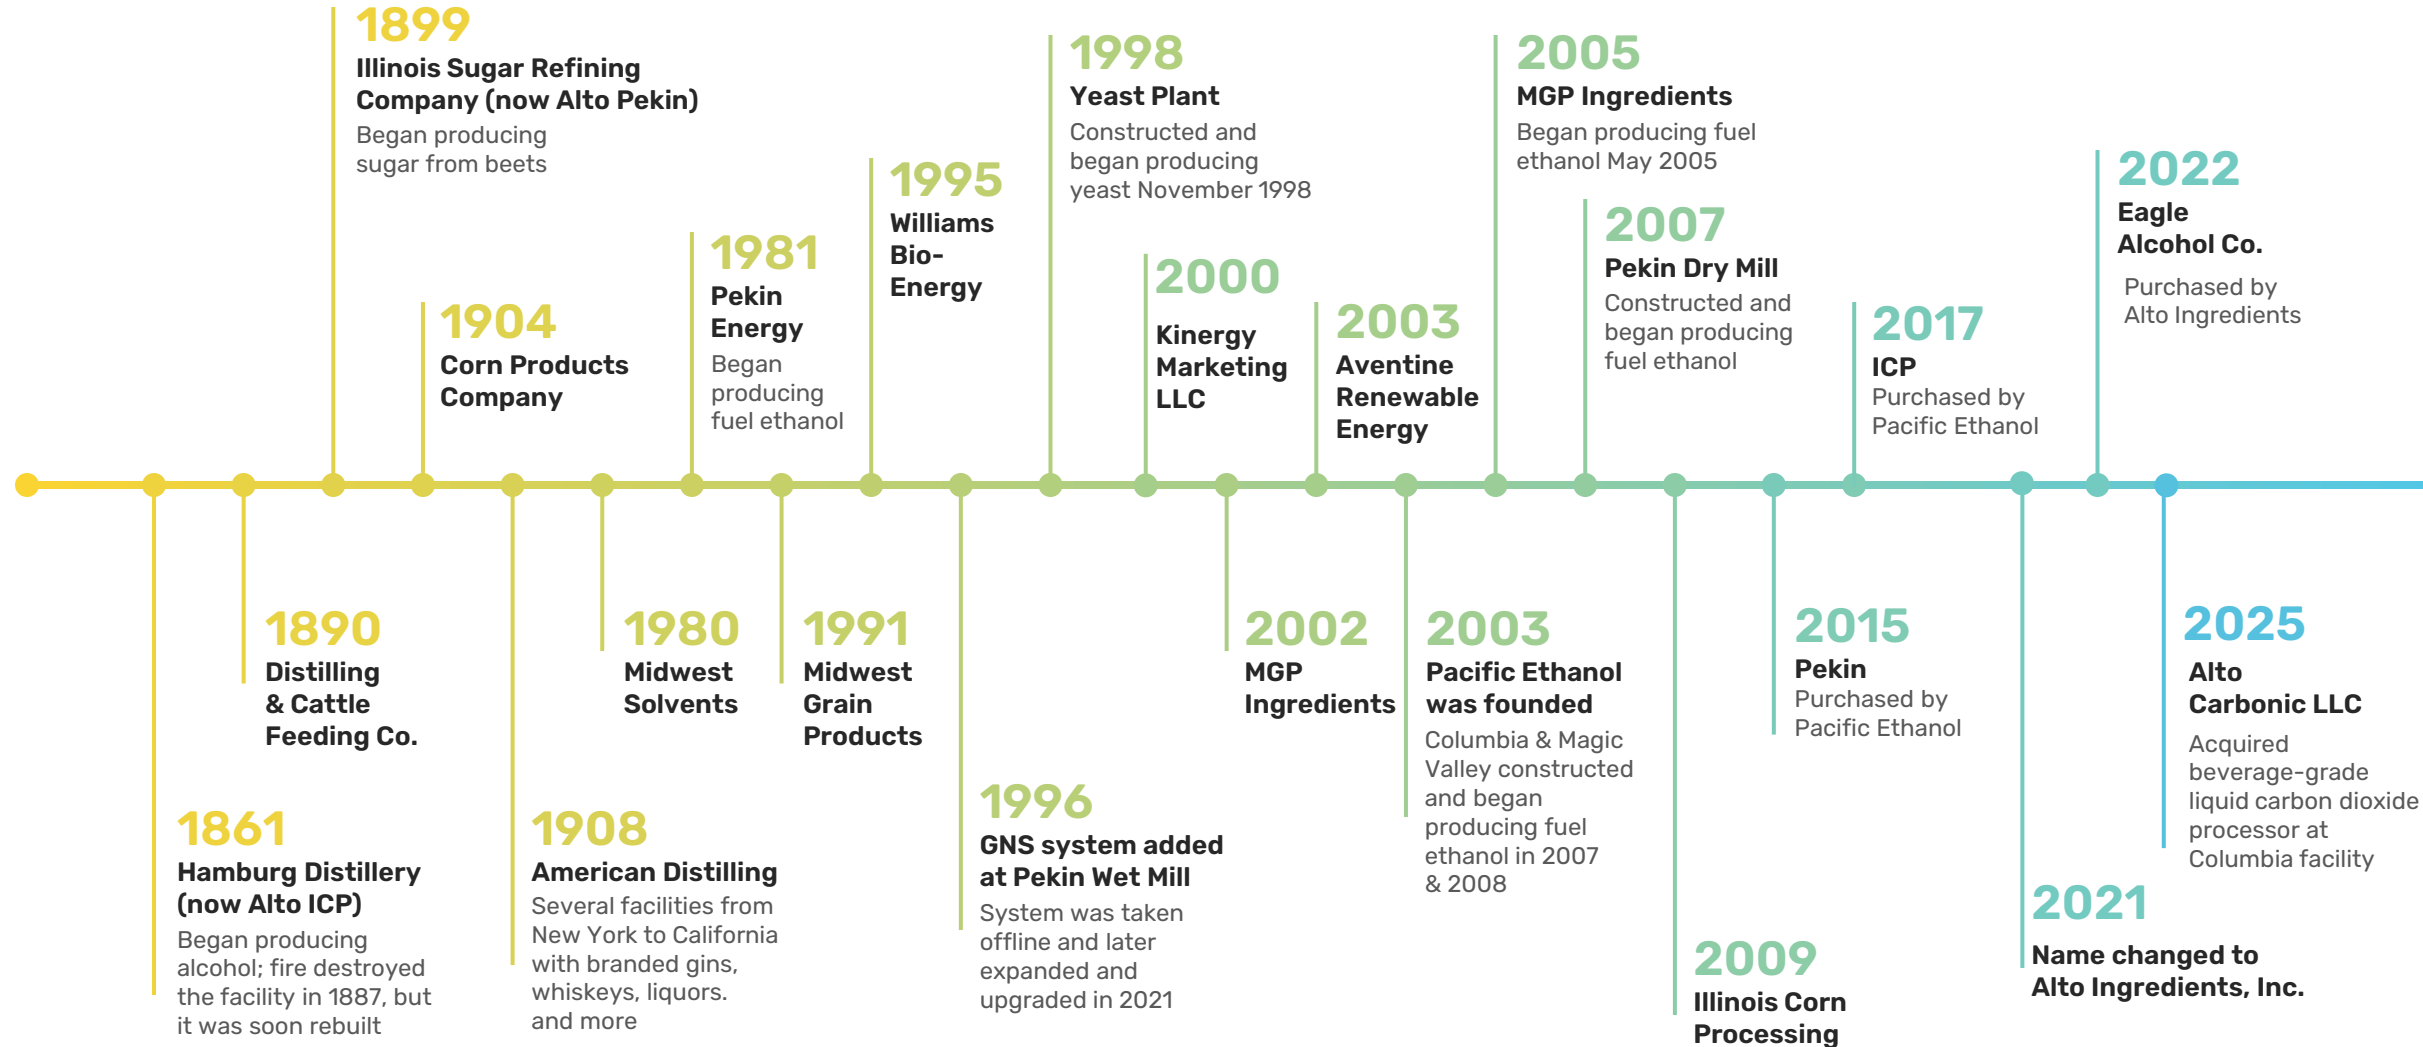 1899
Illinois Sugar Refining
Company (now Alto Pekin)
Began producing
sugar from beets
1904
Corn Products
Company
1981
Pekin
Energy
Began
producing
fuel ethanol
1995
Williams
Bio-
Energy
1998
Yeast Plant
Constructed and
began producing
yeast November 1998
2000
Kinergy
Marketing
LLC
2003
Aventine
Renewable
Energy
2005
MGP Ingredients
Began producing fuel
ethanol May 2005
2007
Pekin Dry Mill
Constructed and
began producing
fuel ethanol
2017
ICP
Purchased by
Pacific Ethanol
2022
Eagle
Alcohol Co.
Purchased by
Alto Ingredients
1861
Hamburg Distillery
(now Alto ICP)
Began producing
alcohol; fire destroyed
the facility in 1887, but
it was soon rebuilt
1890
Distilling
& Cattle
Feeding Co.
1908
American Distilling
Several facilities from
New York to California
with branded gins,
whiskeys, liquors.
and more
1980
Midwest
Solvents
1991
Midwest
Grain
Products
1996
GNS system added
at Pekin Wet Mill
System was taken
offline and later
expanded and
upgraded in 2021
2002
MGP
Ingredients
2003
Pacific Ethanol
was founded
Columbia & Magic
Valley constructed
and began
producing fuel
ethanol in 2007
& 2008
2009
Illinois Corn
Processing
2015
Pekin
Purchased by
Pacific Ethanol
2021
Name changed to
Alto Ingredients, Inc.
2025
Alto
Carbonic LLC
Acquired
beverage-grade
liquid carbon dioxide
processor at
Columbia facility